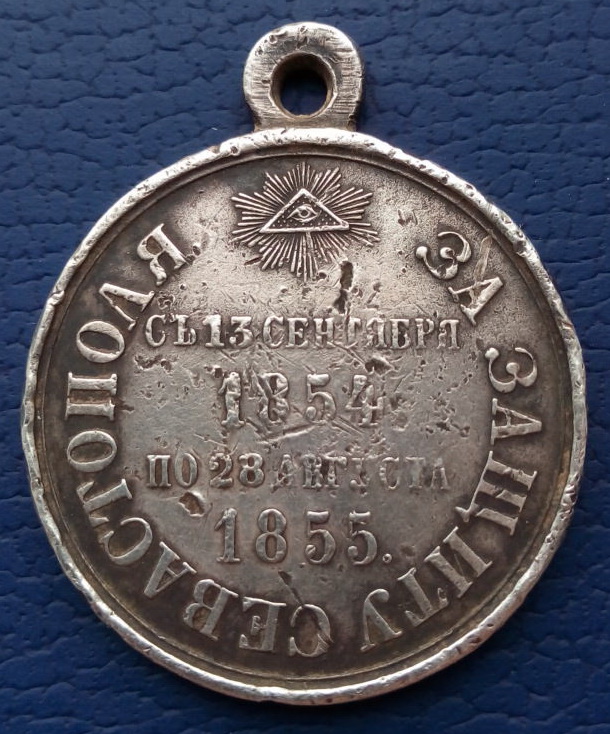 ЗА ЗАЩИТУ СЕВАСТОПОЛЯ.
СЪ 13 СЕНТЯБРЯ
1854
ПО 28 АВГУСТА
1855.